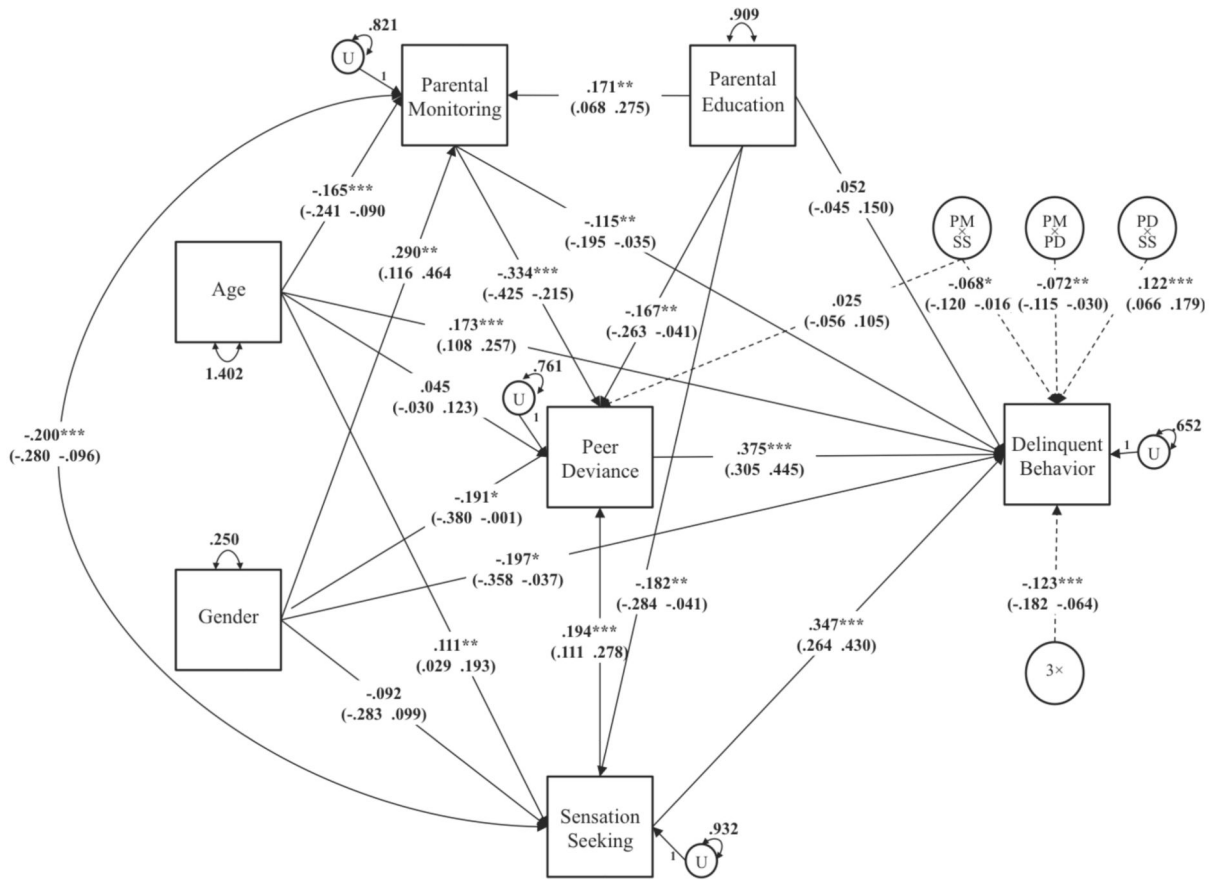 .821
U
1
Parental
Monitoring
.171**
(.068 .275)
.909
Parental
Education
-.165***
(-.241 -.090
.290**
(.116 .464
-.115**
(-.195 -.035)
.052
(-.045 .150)
PM
×
SS
PM
×
PD
PD
×
SS
Age
1.402
-.334***
(-.425 -.215)
-.167**
(-.263 -.041)
.025
(-.056 .105)
-.068*
(-.120 -.016
-.072**
(-.115 -.030)
.122***
(.066 .179)
.173***
(.108 .257)
.045
(-.030 .123)
.761
U
1
Peer
Deviance
.375***
(.305 .445)
Delinquent
Behavior
1
U
.652
-.200***
(-.280 -.096)
-.191*
(-.380 -.001)
.250
Gender
-.197*
(-.358 -.037)
-.182**
(-.284 -.041)
-.123***
(-.182 -.064)
.194***
(.111 .278)
.347***
(.264 .430)
.111**
(.029 .193)
3×
-.092
(-.283 .099)
Sensation
Seeking
1
U
.932